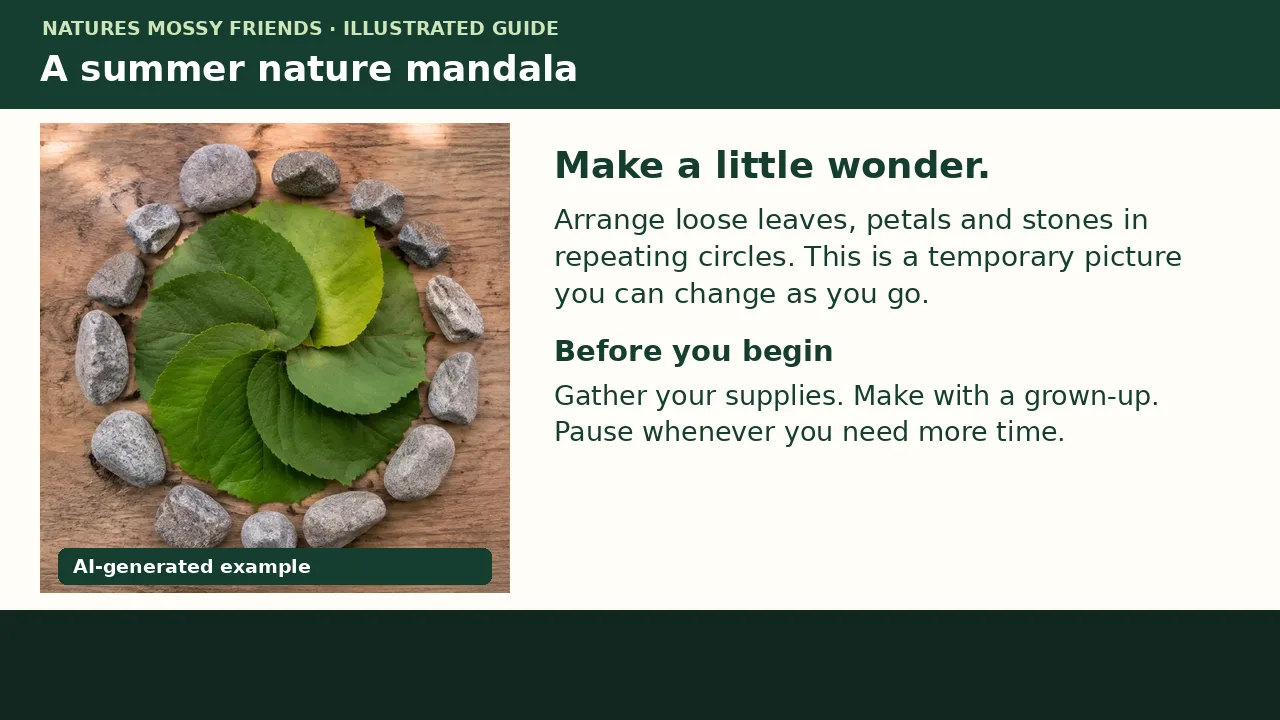 NATURES MOSSY FRIENDS · ILLUSTRATED GUIDE
A summer nature mandala
Make a little wonder.
Arrange loose leaves, petals and stones in
repeating circles. This is a temporary picture
you can change as you go.
Before you begin
Gather your supplies. Make with a grown-up.
Pause whenever you need more time.
AI-generated example